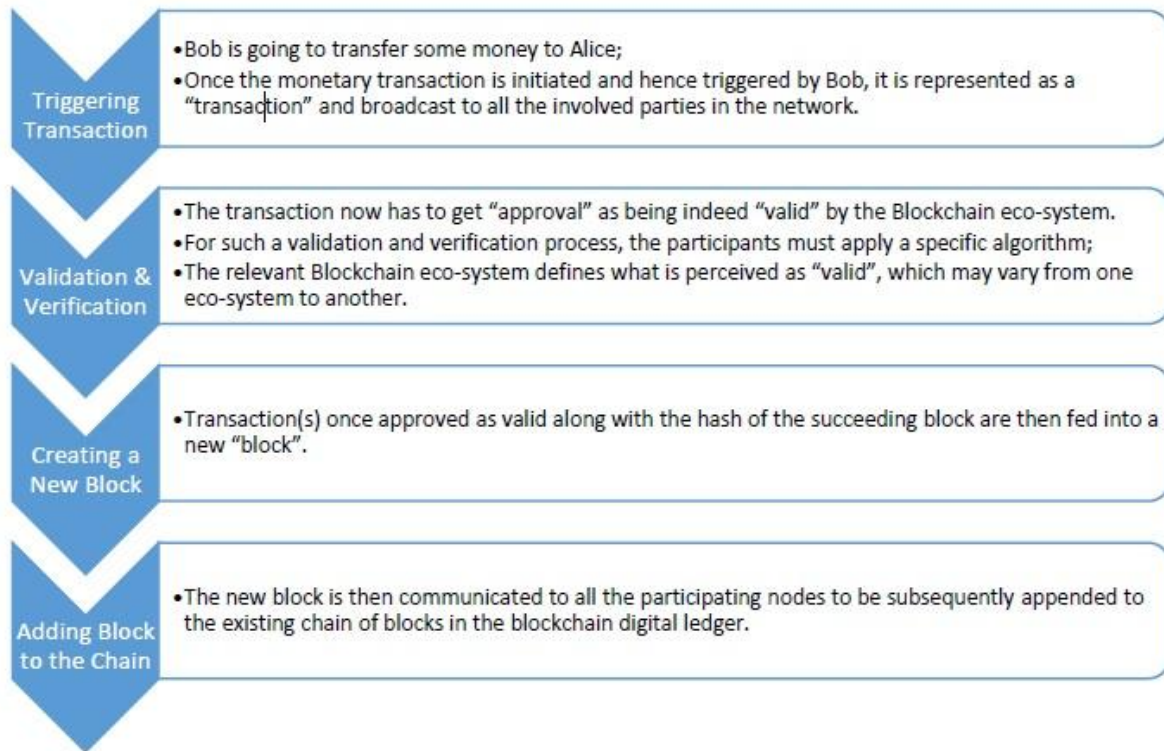 Triggering
Transaction
•Bob is going to transfer some money to Alice;
•Once the monetary transaction is initiated and hence triggered by Bob, it is represented as a
“transaction” and broadcast to all the involved parties in the network.
Validation &
Verification
•The transaction now has to get “approval” as being indeed “valid” by the Blockchain eco-system.
•For such a validation and verification process, the participants must apply a specific algorithm;
•The relevant Blockchain eco-system defines what is perceived as “valid”, which may vary from one
eco-system to another.
Creating a
New Block
•Transaction(s) once approved as valid along with the hash of the succeeding block are then fed into a
new “block”.
Adding Block
to the Chain
•The new block is then communicated to all the participating nodes to be subsequently appended to
the existing chain of blocks in the blockchain digital ledger.